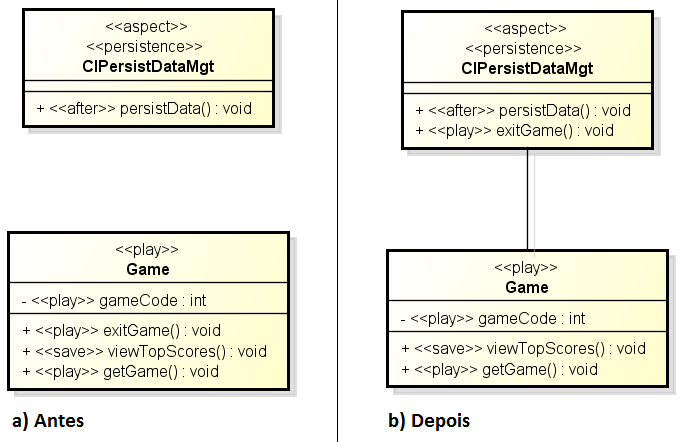 <<aspect>>
<<persistence>>
CIPersistDataMgt
+ <<after>> persistData() : void
<<play>>
Game
- <<play>> gameCode : int
+ <<play>> exitGame() : void
+ <<save>> viewTopScores() : void
+ <<play>> getGame() : void
a) Antes
<<aspect>>
<<persistence>>
CIPersistDataMgt
+ <<after>> persistData() : void
+ <<play>> exitGame() : void
<<play>>
Game
- <<play>> gameCode : int
+ <<save>> viewTopScores() : void
+ <<play>> getGame() : void
b) Depois